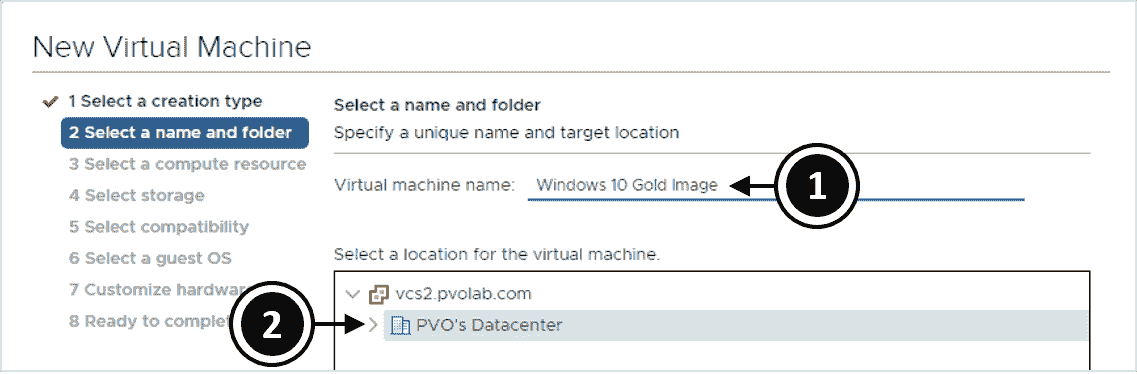 New Virtual Machine
1 Select a creation type
2 Select a name and folder
3 Select a compute resource
4 Select storage
5 Select compatibility
6 Select a guest OS
7 Customize hardwar
8 Ready to complet
Select a name and folder
Specify a unique name and target location
Virtual machine name: Windows 10 Gold Image
1
Select a location for the virtual machine.
vcs2.pvolab.com
2
PVO's Datacenter